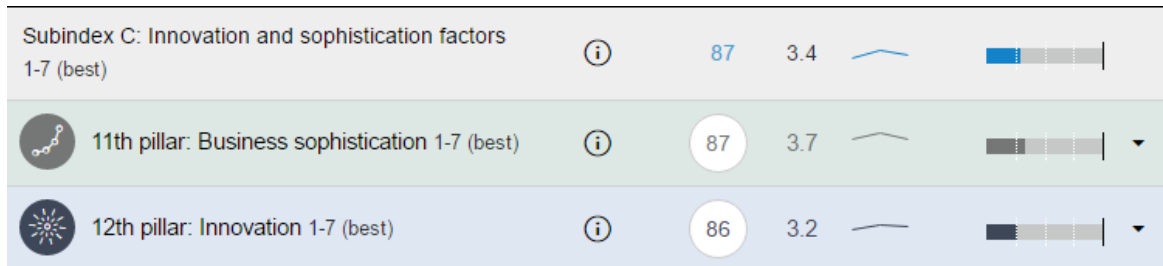 Subindex C: Innovation and sophistication factors
1-7 (best) 87 3.4
11th pillar: Business sophistication 1-7 (best) 87 3.7
12th pillar: Innovation 1-7 (best) 86 3.2